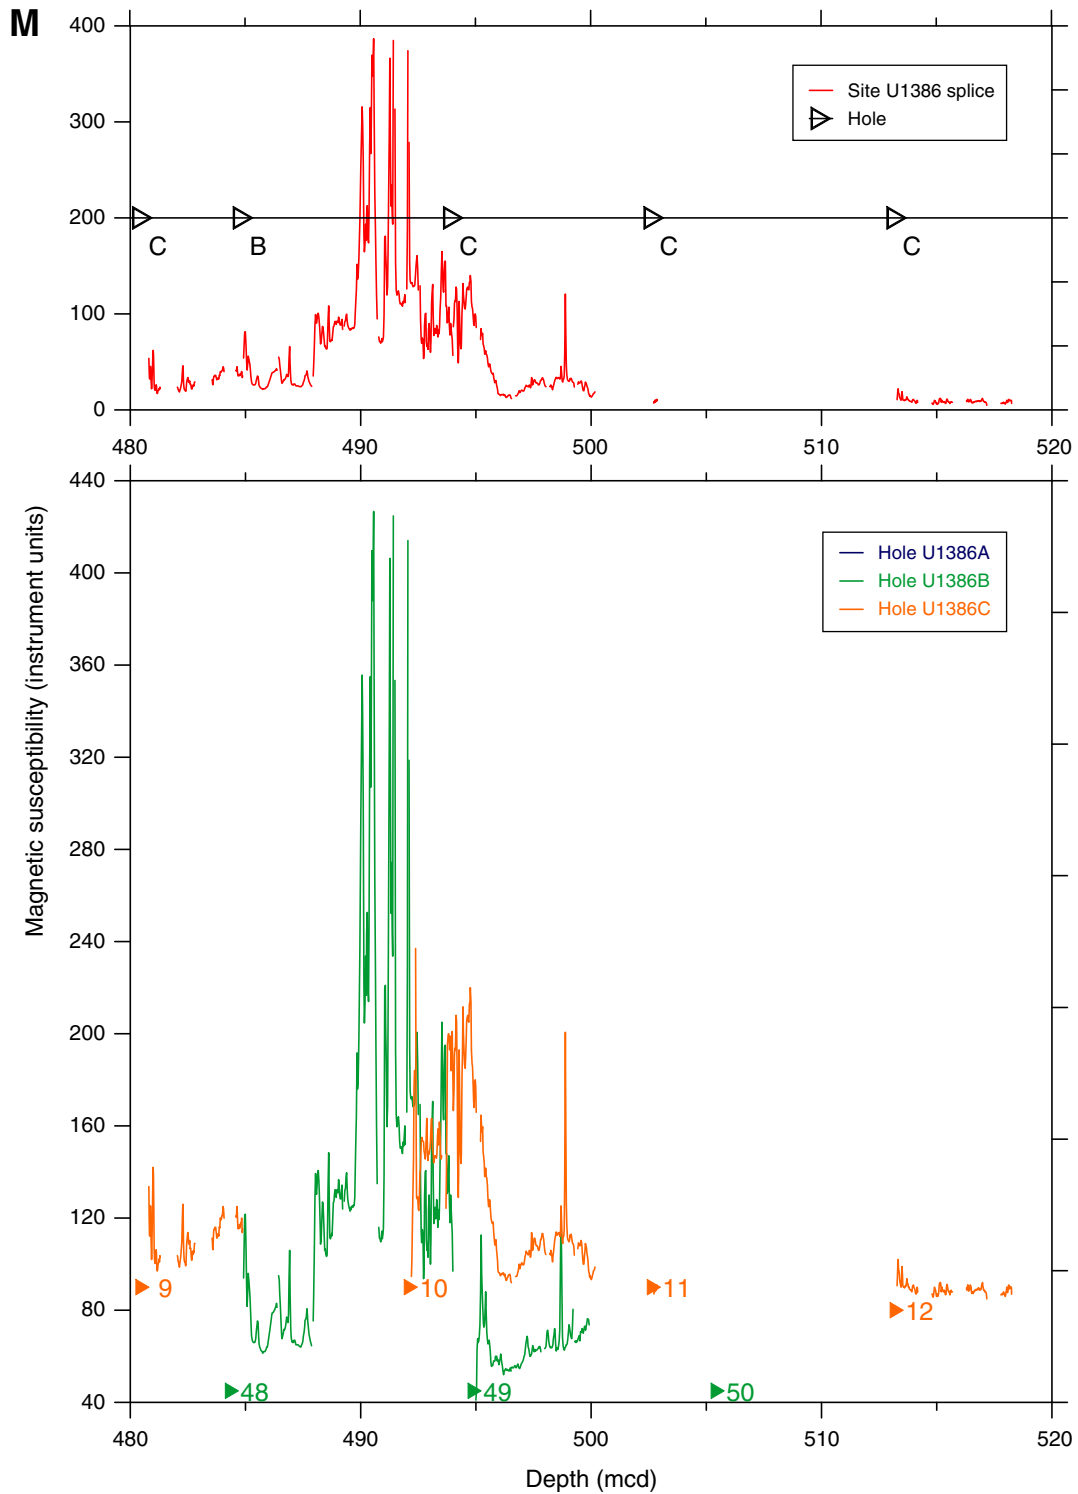 M
400
300
200
100
0
Site U1386 splice
Hole
C
B
C
C
C
480
490
500
510
520
Magnetic susceptibility (instrument units)
440
400
360
320
280
240
200
160
120
80
40
Hole U1386A
Hole U1386B
Hole U1386C
9
10
11
12
48
49
50
480
490
500
510
520
Depth (mcd)